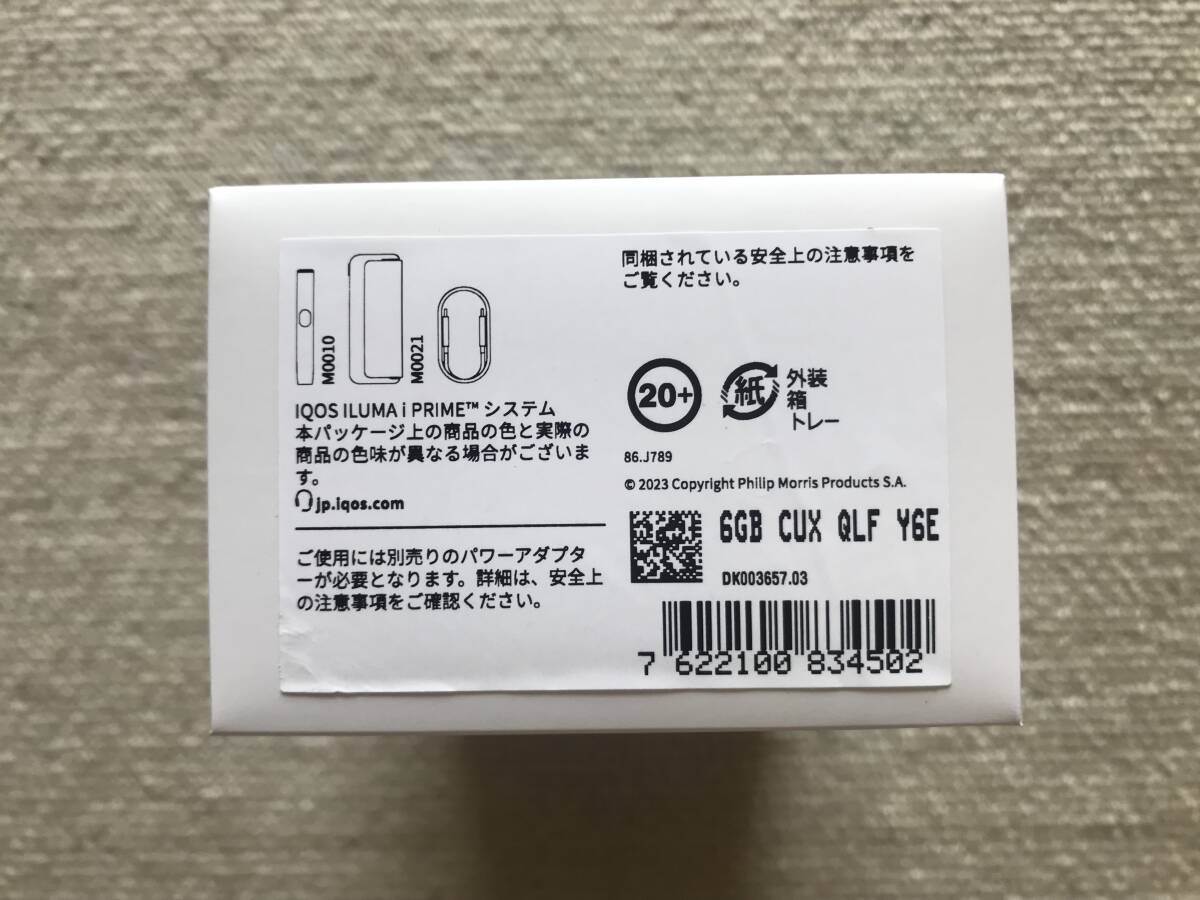 M0010
M0021
IQOS ILUMA i PRIME™ システム
本パッケージ上の商品の色と実際の
商品の色味が異なる場合がございま
す。
jp.iqos.com
ご使用には別売りのパワーアダプタ
ーが必要となります。詳細は、安全上
の注意事項をご確認ください。
同梱されている安全上の注意事項を
ご覧ください。
20+
紙
外装
箱
トレー
86.J789
© 2023 Copyright Philip Morris Products S.A.
6GB CUX QLF Y6E
DK003657.03
7 622100 834502